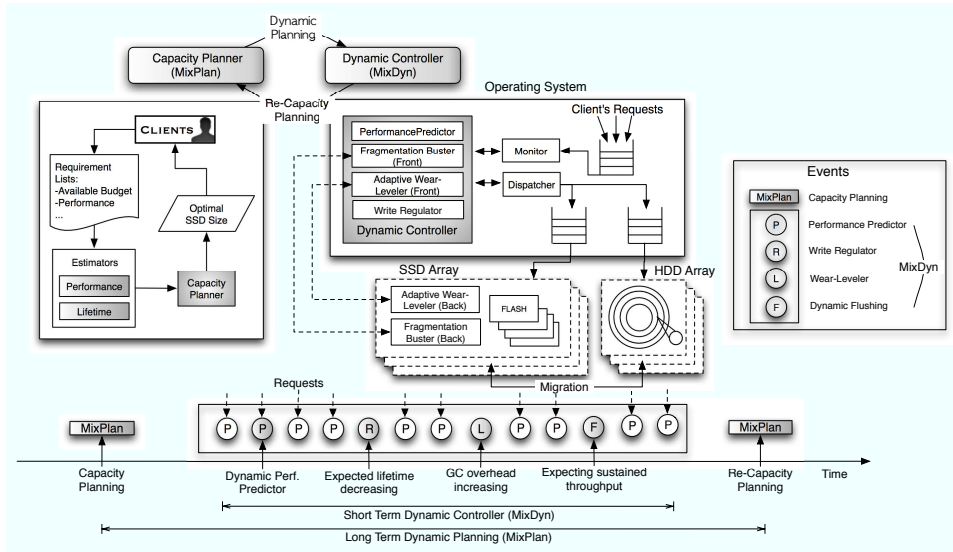 Dynamic
Planning
Capacity Planner
(MixPlan)
Dynamic Controller
(MixDyn)
Re-Capacity
Planning
Operating System
CLIENTS
Requirement
Lists:
-Available Budget
-Performance
...
Optimal
SSD Size
Estimators
Performance
Lifetime
Capacity
Planner
PerformancePredictor
Fragmentation Buster
(Front)
Adaptive Wear-
Leveler (Front)
Write Regulator
Dynamic Controller
Monitor
Dispatcher
Client's Requests
SSD Array
HDD Array
Adaptive Wear-
Leveler (Back)
Fragmentation
Buster (Back)
FLASH
Migration
Events
MixPlan
Capacity Planning
P
Performance Predictor
R
Write Regulator
L
Wear-Leveler
F
Dynamic Flushing
MixDyn
Requests
MixPlan
P P P P R P P L P P F P P
MixPlan
Capacity
Planning
Dynamic Perf.
Predictor
Expected lifetime
decreasing
GC overhead
increasing
Expecting sustained
throughput
Re-Capacity
Planning
Time
Short Term Dynamic Controller (MixDyn)
Long Term Dynamic Planning (MixPlan)